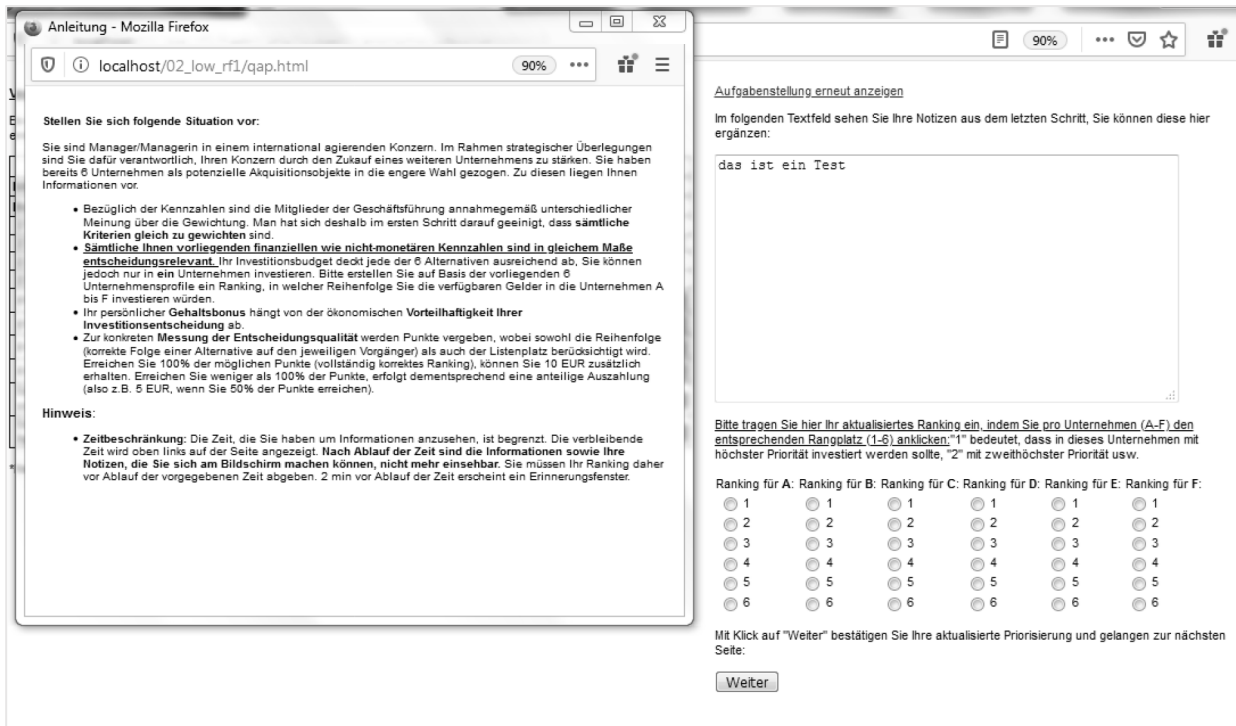 Anleitung - Mozilla Firefox
localhost/02_low_rf1/qap.html
90%
Stellen Sie sich folgende Situation vor:
Sie sind Manager/Managerin in einem international agierenden Konzern. Im Rahmen strategischer Überlegungen
sind Sie dafür verantwortlich, Ihren Konzern durch den Zukauf eines weiteren Unternehmens zu stärken. Sie haben
bereits 6 Unternehmen als potenzielle Akquisitionsobjekte in die engere Wahl gezogen. Zu diesen liegen Ihnen
Informationen vor.
• Bezüglich der Kennzahlen sind die Mitglieder der Geschäftsführung annahmegemäß unterschiedlicher
Meinung über die Gewichtung. Man hat sich deshalb im ersten Schritt darauf geeinigt, dass sämtliche
Kriterien gleich zu gewichten sind.
• Sämtliche Ihnen vorliegenden finanziellen wie nicht-monetären Kennzahlen sind in gleichem Maße
entscheidungsrelevant. Ihr Investitionsbudget deckt jede der 6 Alternativen ausreichend ab, Sie können
jedoch nur in ein Unternehmen investieren. Bitte erstellen Sie auf Basis der vorliegenden 6
Unternehmensprofile ein Ranking, in welcher Reihenfolge Sie die verfügbaren Gelder in die Unternehmen A
bis F investieren würden.
• Ihr persönlicher Gehaltsbonus hängt von der ökonomischen Vorteilhaftigkeit Ihrer
Investitionsentscheidung ab.
• Zur konkreten Messung der Entscheidungsqualität werden Punkte vergeben, wobei sowohl die Reihenfolge
(korrekte Folge einer Alternative auf den jeweiligen Vorgänger) als auch der Listenplatz berücksichtigt wird.
Erreichen Sie 100% der möglichen Punkte (vollständig korrektes Ranking), können Sie 10 EUR zusätzlich
erhalten. Erreichen Sie weniger als 100% der Punkte, erfolgt dementsprechend eine anteilige Auszahlung
(also z.B. 5 EUR, wenn Sie 50% der Punkte erreichen).
Hinweis:
• Zeitbeschränkung: Die Zeit, die Sie haben um Informationen anzusehen, ist begrenzt. Die verbleibende
Zeit wird oben links auf der Seite angezeigt. Nach Ablauf der Zeit sind die Informationen sowie Ihre
Notizen, die Sie sich am Bildschirm machen können, nicht mehr einsehbar. Sie müssen Ihr Ranking daher
vor Ablauf der vorgegebenen Zeit abgeben. 2 min vor Ablauf der Zeit erscheint ein Erinnerungsfenster.
90%
Aufgabenstellung erneut anzeigen
Im folgenden Textfeld sehen Sie Ihre Notizen aus dem letzten Schritt, Sie können diese hier
ergänzen:
das ist ein Test
Bitte tragen Sie hier Ihr aktualisiertes Ranking ein, indem Sie pro Unternehmen (A-F) den
entsprechenden Rangplatz (1-6) anklicken:"1" bedeutet, dass in dieses Unternehmen mit
höchster Priorität investiert werden sollte, "2" mit zweithöchster Priorität usw.
Ranking für A: Ranking für B: Ranking für C: Ranking für D: Ranking für E: Ranking für F:
1 1 1 1 1 1
2 2 2 2 2 2
3 3 3 3 3 3
4 4 4 4 4 4
5 5 5 5 5 5
6 6 6 6 6 6
Mit Klick auf "Weiter" bestätigen Sie Ihre aktualisierte Priorisierung und gelangen zur nächsten
Seite:
Weiter